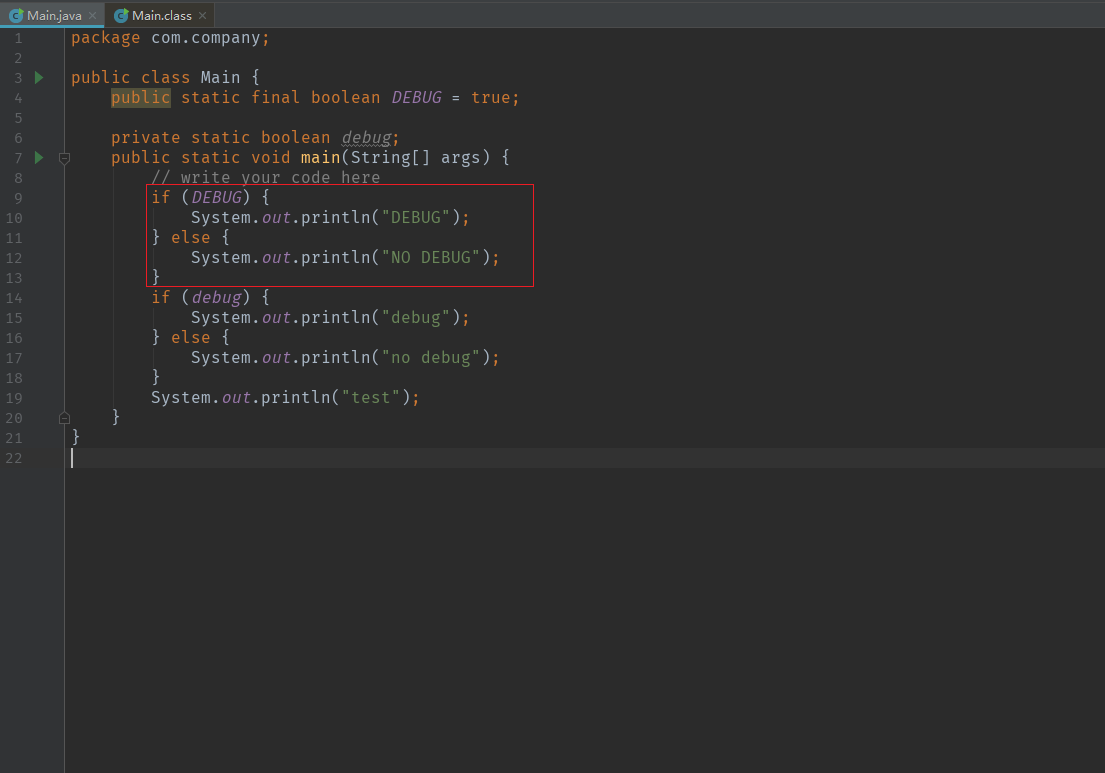 Main.java Main.class
1 package com.company;
2
3 public class Main {
4     public static final boolean DEBUG = true;
5
6     private static boolean debug;
7     public static void main(String[] args) {
8         // write your code here
9         if (DEBUG) {
10             System.out.println("DEBUG");
11         } else {
12             System.out.println("NO DEBUG");
13         }
14         if (debug) {
15             System.out.println("debug");
16         } else {
17             System.out.println("no debug");
18         }
19         System.out.println("test");
20     }
21 }
22